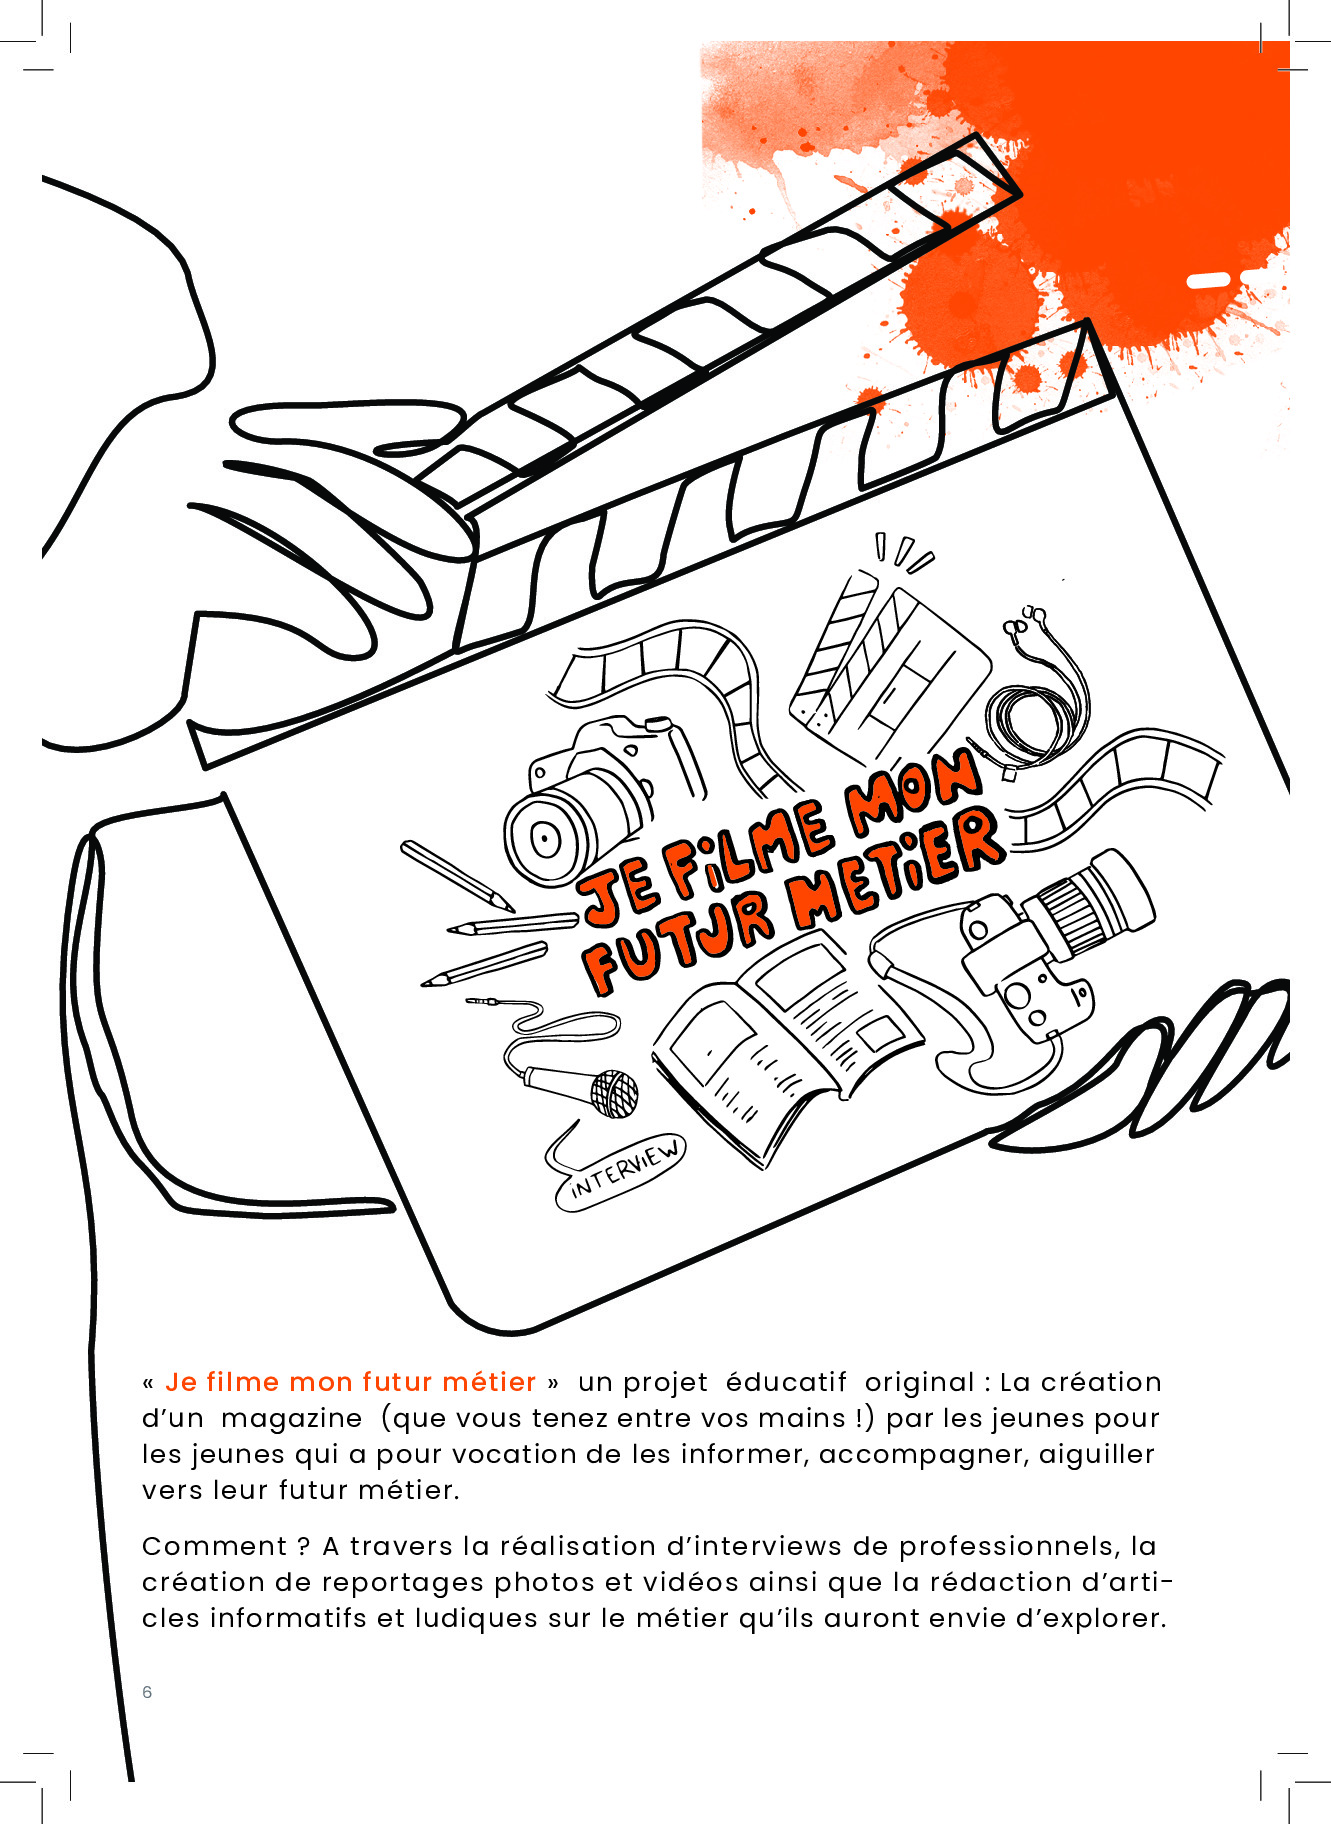 JE FiLME MON
FUTUR METiER
iNTERViEW
« Je filme mon futur métier » un projet éducatif original : La création
d’un magazine (que vous tenez entre vos mains !) par les jeunes pour
les jeunes qui a pour vocation de les informer, accompagner, aiguiller
vers leur futur métier.
Comment ? A travers la réalisation d’interviews de professionnels, la
création de reportages photos et vidéos ainsi que la rédaction d’arti-
cles informatifs et ludiques sur le métier qu’ils auront envie d’explorer.
6